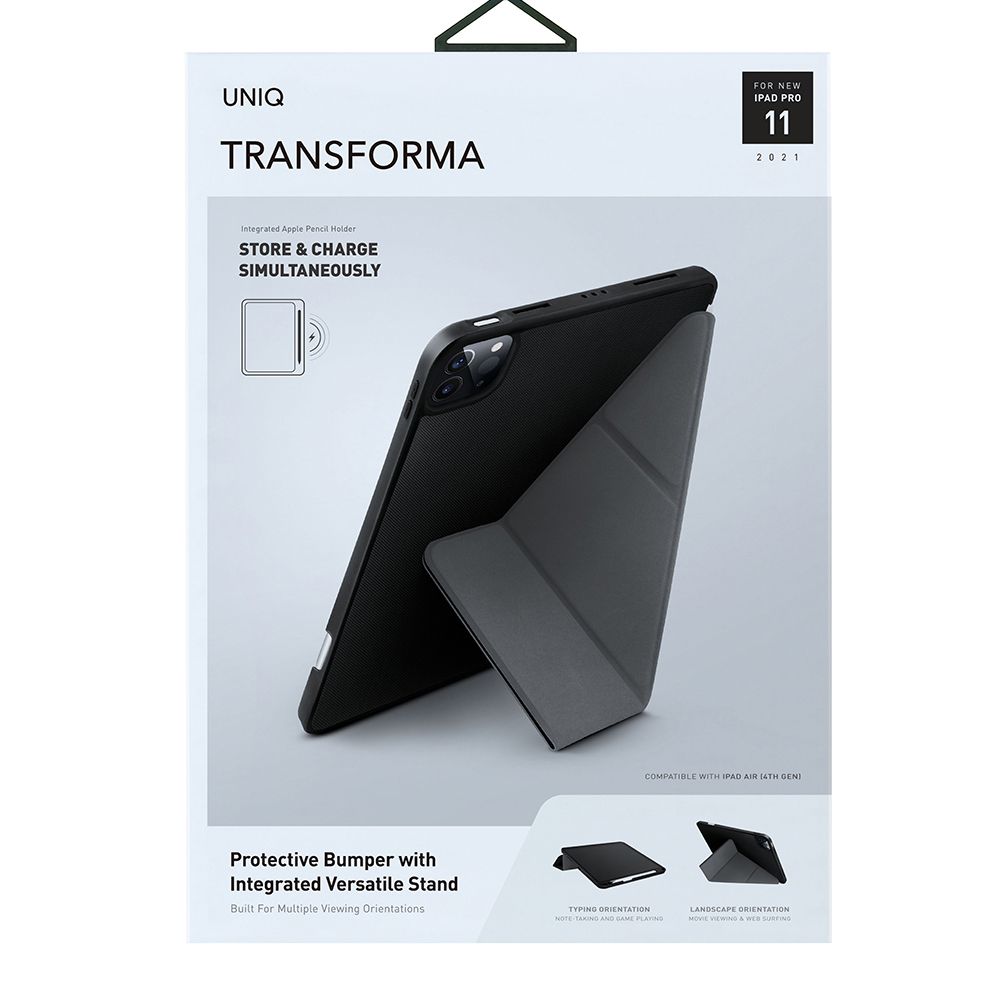 UNIQ
TRANSFORMA
FOR NEW
IPAD PRO
11
2021
Integrated Apple Pencil Holder
STORE & CHARGE
SIMULTANEOUSLY
COMPATIBLE WITH IPAD AIR (4TH GEN)
Protective Bumper with
Integrated Versatile Stand
Built For Multiple Viewing Orientations
TYPING ORIENTATION
NOTE-TAKING AND GAME PLAYING
LANDSCAPE ORIENTATION
MOVIE VIEWING & WEB SURFING